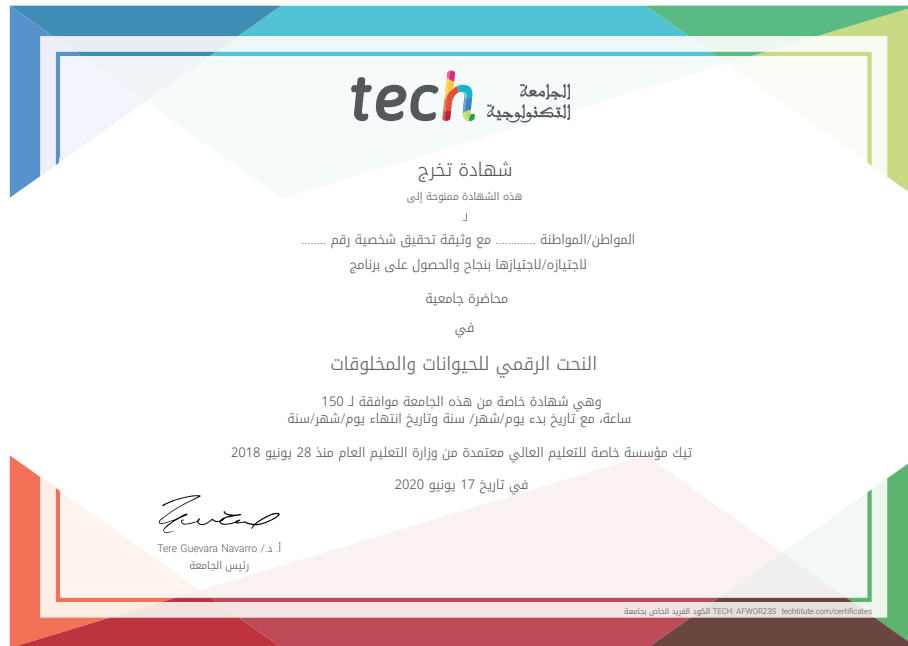 tech الجامعة
التكنولوجية
شهادة تخرج
هذه الشهادة ممنوحة إلى
لـ
المواطن/المواطنة ............ مع وثيقة تحقيق شخصية رقم ........
لاجتيازه/لاجتيازها بنجاح والحصول على برنامج
محاضرة جامعية
في
النحت الرقمي للحيوانات والمخلوقات
وهي شهادة خاصة من هذه الجامعة موافقة لـ 150
ساعة، مع تاريخ بدء يوم/شهر/ سنة وتاريخ انتهاء يوم/شهر/سنة
تيك مؤسسة خاصة للتعليم العالي معتمدة من وزارة التعليم العام منذ 28 يونيو 2018
في تاريخ 17 يونيو 2020
أ. د./ Tere Guevara Navarro
رئيس الجامعة
الكود الفريد الخاص بجامعة TECH: AFWOR23S techtitute.com/certificates